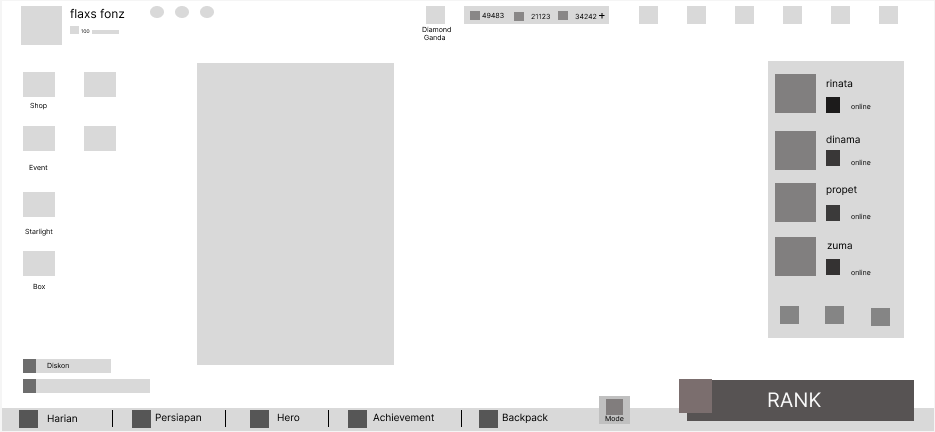 flaxs fonz
100
Diamond
Ganda
49483
21123
34242 +
Shop
Event
Starlight
Box
rinata
online
dinama
online
propet
online
zuma
online
Diskon
Harian
Persiapan
Hero
Achievement
Backpack
Mode
RANK